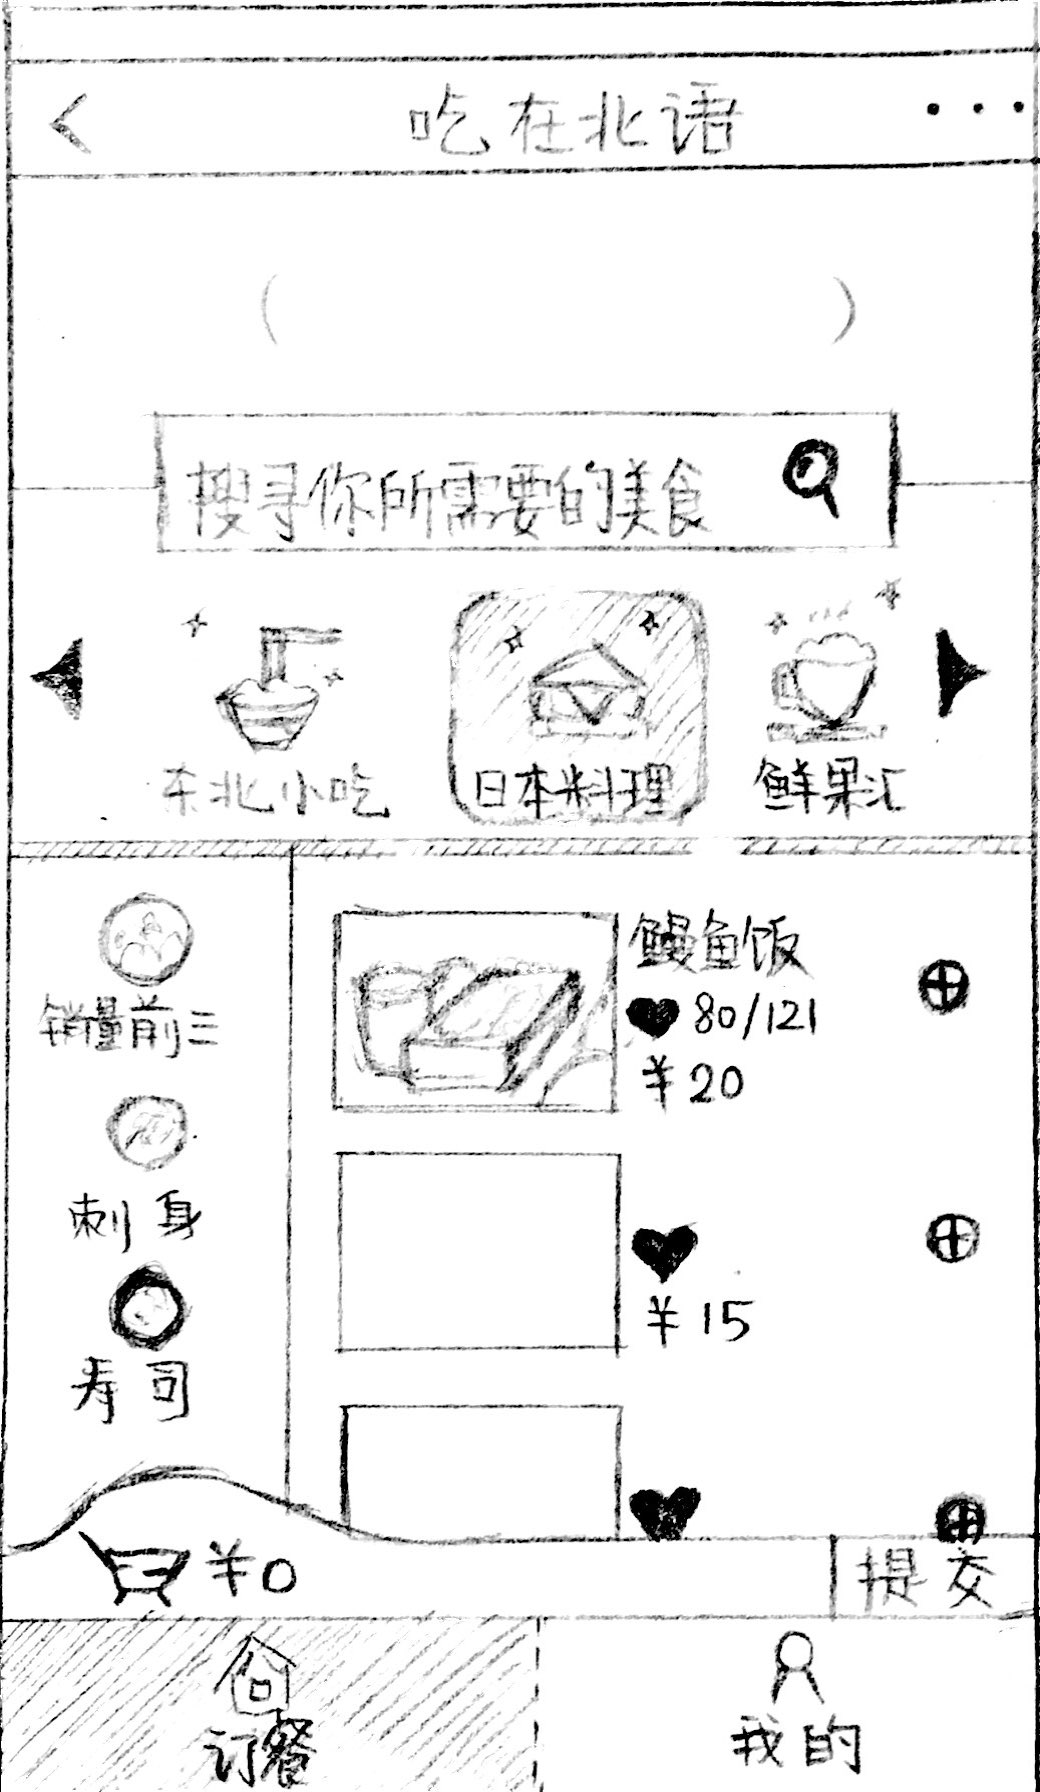 吃在北语
搜寻你所需要的美食
东北小吃 日本料理 鲜果汇
销量前三
刺身
寿司
鳗鱼饭
80/121
¥20
¥15
¥0
提交
订餐
我的